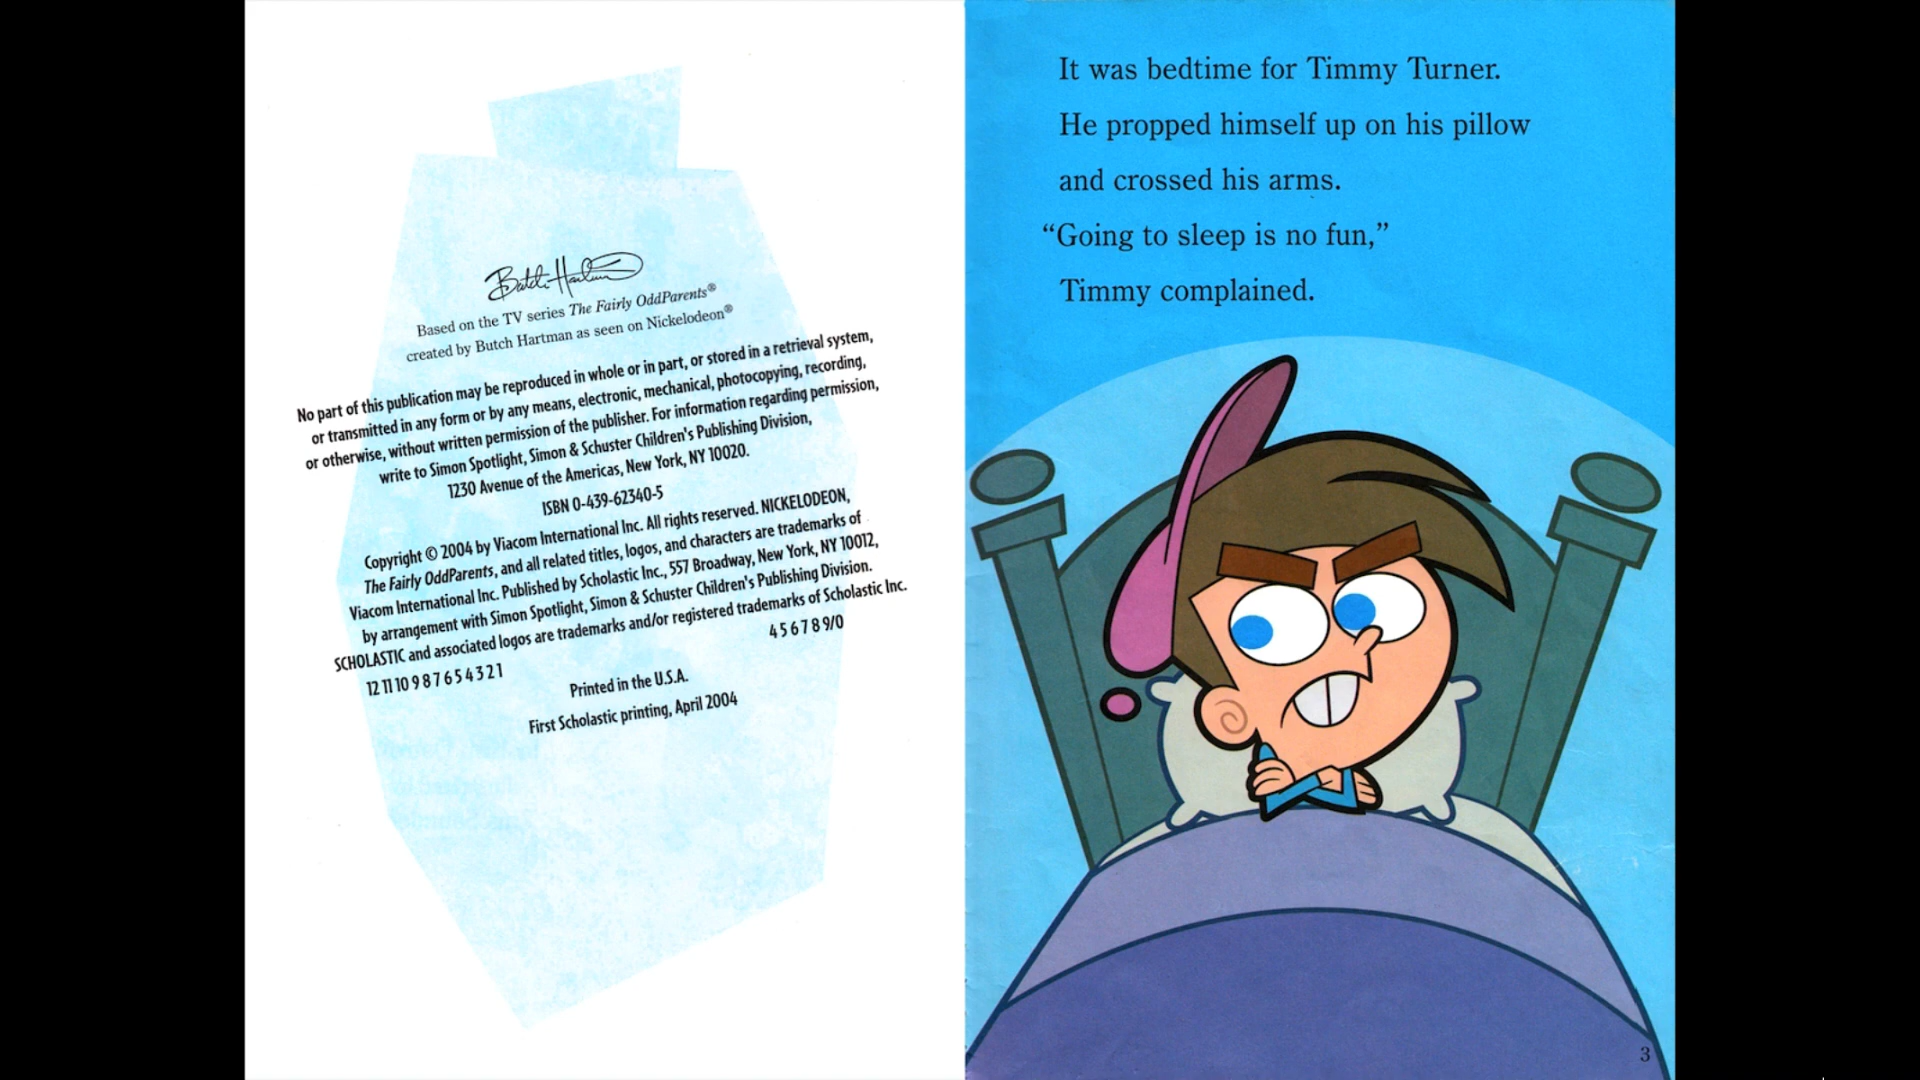 Butch Hartman
Based on the TV series The Fairly OddParents®
created by Butch Hartman as seen on Nickelodeon®
No part of this publication may be reproduced in whole or in part, or stored in a retrieval system,
or transmitted in any form or by any means, electronic, mechanical, photocopying, recording,
or otherwise, without written permission of the publisher. For information regarding permission,
write to Simon Spotlight, Simon & Schuster Children's Publishing Division,
1230 Avenue of the Americas, New York, NY 10020.
ISBN 0-439-62340-5
Copyright © 2004 by Viacom International Inc. All rights reserved. NICKELODEON,
The Fairly OddParents, and all related titles, logos, and characters are trademarks of
Viacom International Inc. Published by Scholastic Inc., 557 Broadway, New York, NY 10012,
by arrangement with Simon Spotlight, Simon & Schuster Children's Publishing Division.
SCHOLASTIC and associated logos are trademarks and/or registered trademarks of Scholastic Inc.
12 11 10 9 8 7 6 5 4 3 2 1 4 5 6 7 8 9/0
Printed in the U.S.A.
First Scholastic printing, April 2004
It was bedtime for Timmy Turner.
He propped himself up on his pillow
and crossed his arms.
“Going to sleep is no fun,”
Timmy complained.
3